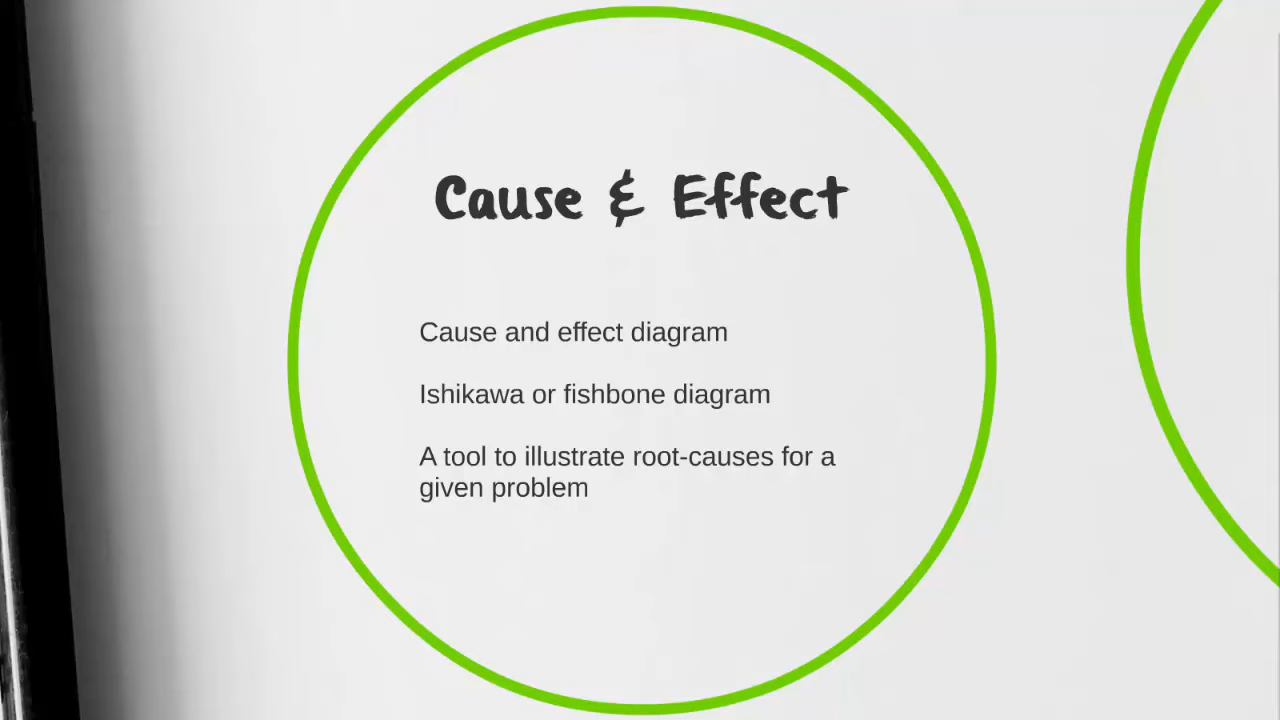 Cause & Effect
Cause and effect diagram
Ishikawa or fishbone diagram
A tool to illustrate root-causes for a
given problem